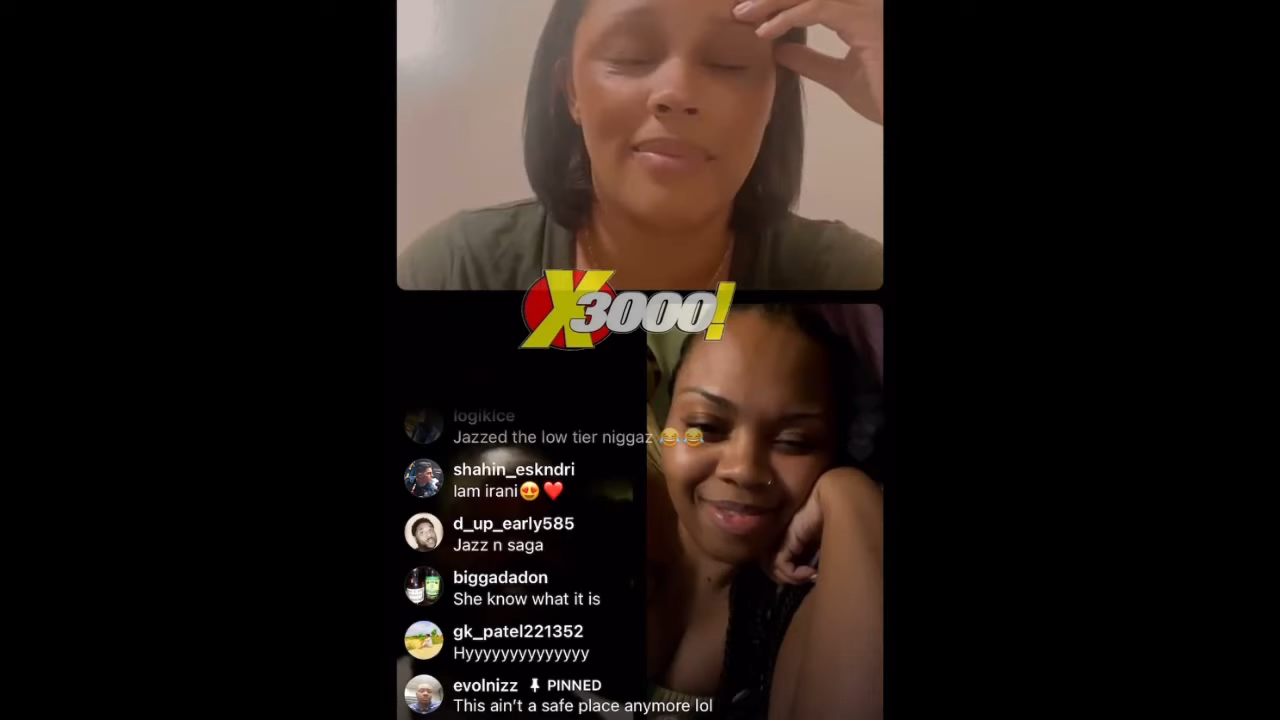 X3000!
logikice
Jazzed the low tier niggaz 😂😂
shahin_eskndri
Iam irani😍❤️
d_up_early585
Jazz n saga
biggadadon
She know what it is
gk_patel221352
Hyyyyyyyyyyyyyy
evolnizz PINNED
This ain’t a safe place anymore lol